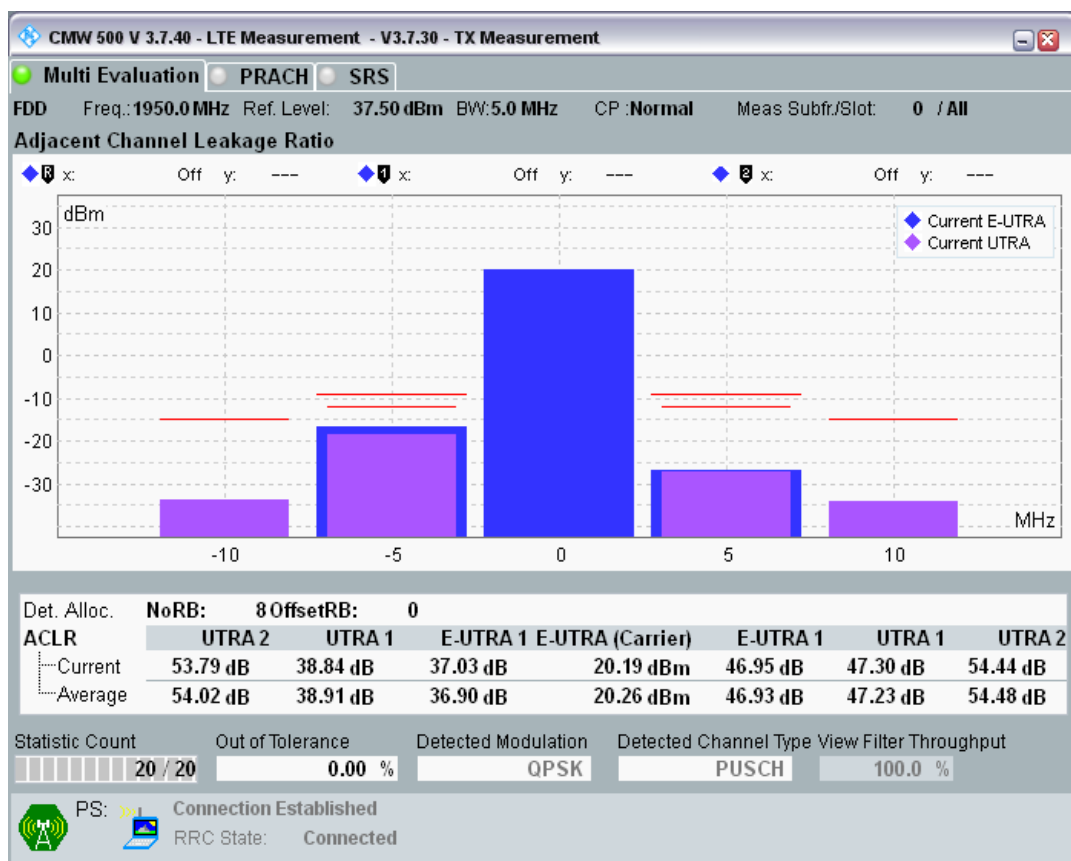 CMW 500 V 3.7.40 - LTE Measurement - V3.7.30 - TX Measurement
Multi Evaluation PRACH SRS
FDD Freq.: 1950.0 MHz Ref. Level: 37.50 dBm BW: 5.0 MHz CP : Normal Meas Subfr./Slot: 0 / All
Adjacent Channel Leakage Ratio
R x: Off y: --- 1 x: Off y: --- 2 x: Off y: ---
dBm
Current E-UTRA
Current UTRA
30
20
10
0
-10
-20
-30
MHz
-10 -5 0 5 10
Det. Alloc. NoRB: 8 OffsetRB: 0
ACLR UTRA 2 UTRA 1 E-UTRA 1 E-UTRA (Carrier) E-UTRA 1 UTRA 1 UTRA 2
Current 53.79 dB 38.84 dB 37.03 dB 20.19 dBm 46.95 dB 47.30 dB 54.44 dB
Average 54.02 dB 38.91 dB 36.90 dB 20.26 dBm 46.93 dB 47.23 dB 54.48 dB
Statistic Count Out of Tolerance Detected Modulation Detected Channel Type View Filter Throughput
20 / 20 0.00 % QPSK PUSCH 100.0 %
PS: Connection Established
RRC State: Connected